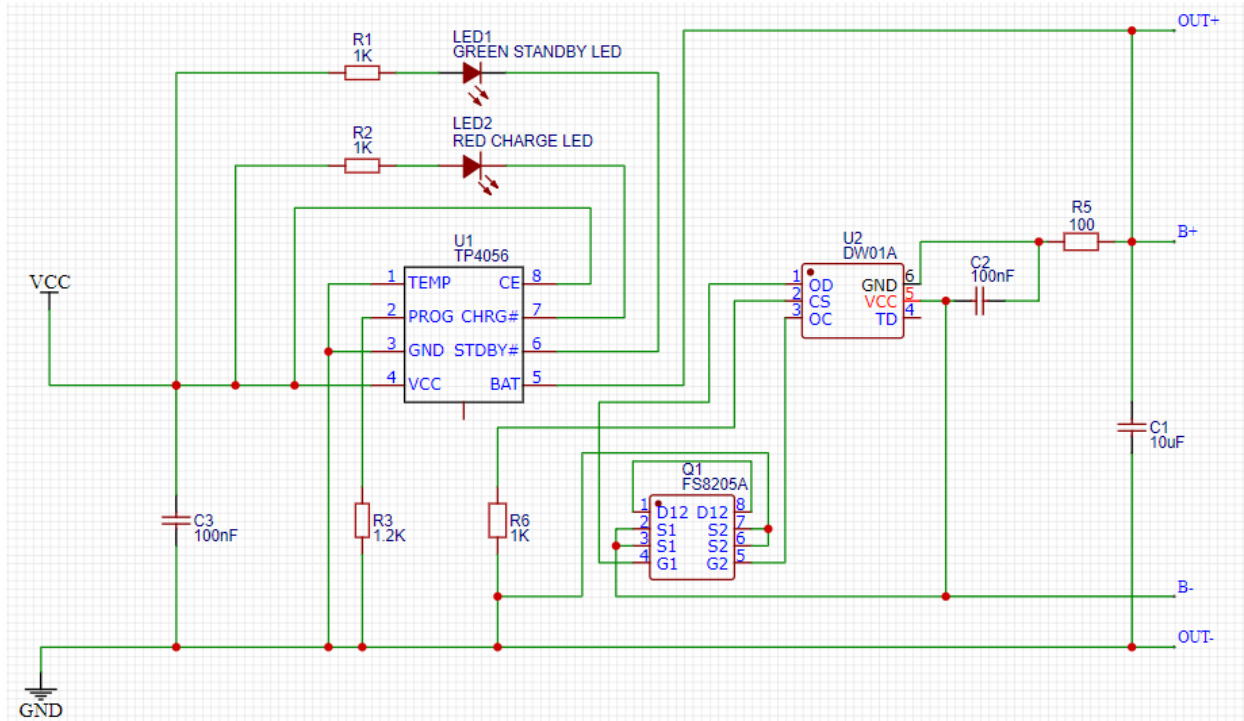 OUT+
R1
1K
LED1
GREEN STANDBY LED
R2
1K
LED2
RED CHARGE LED
U1
TP4056
1 TEMP CE 8
2 PROG CHRG# 7
3 GND STDBY# 6
4 VCC BAT 5
VCC
R5
100
B+
U2
DW01A
1 OD GND 6
2 CS VCC 5
3 OC TD 4
C2
100nF
C1
10uF
Q1
FS8205A
1 D12 D12 8
2 S1 S2 7
3 S1 S2 6
4 G1 G2 5
C3
100nF
R3
1.2K
R6
1K
B-
OUT-
GND